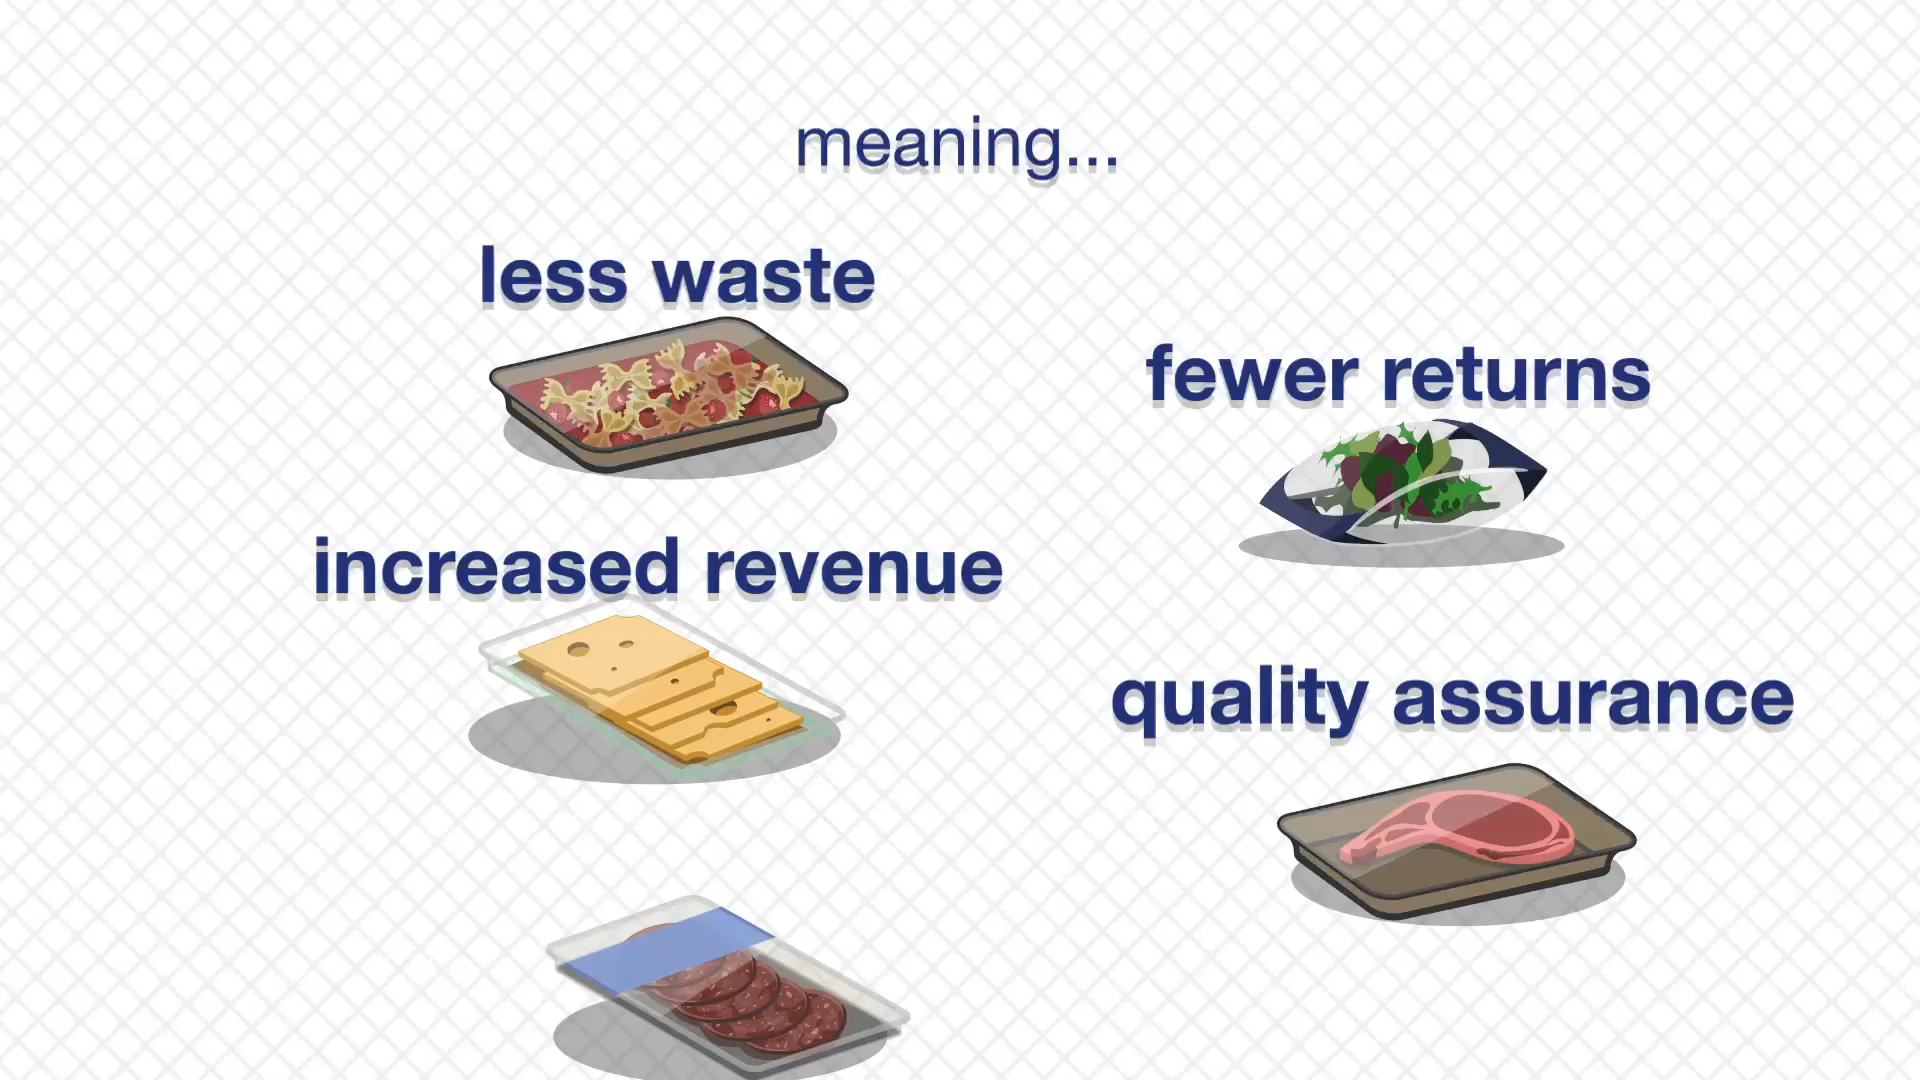 meaning...
less waste
fewer returns
increased revenue
quality assurance